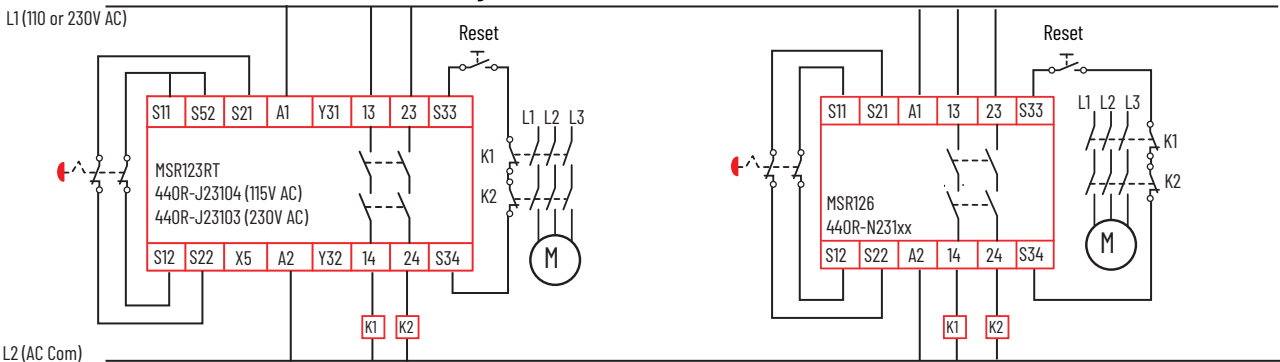 L1 (110 or 230V AC)
Reset
S11 S52 S21 A1 Y31 13 23 S33
L1 L2 L3
K1
K2
MSR123RT
440R-J23104 (115V AC)
440R-J23103 (230V AC)
M
S12 S22 X5 A2 Y32 14 24 S34
K1 K2
Reset
S11 S21 A1 13 23 S33
L1 L2 L3
K1
K2
MSR126
440R-N231xx
M
S12 S22 A2 14 24 S34
K1 K2
L2 (AC Com)